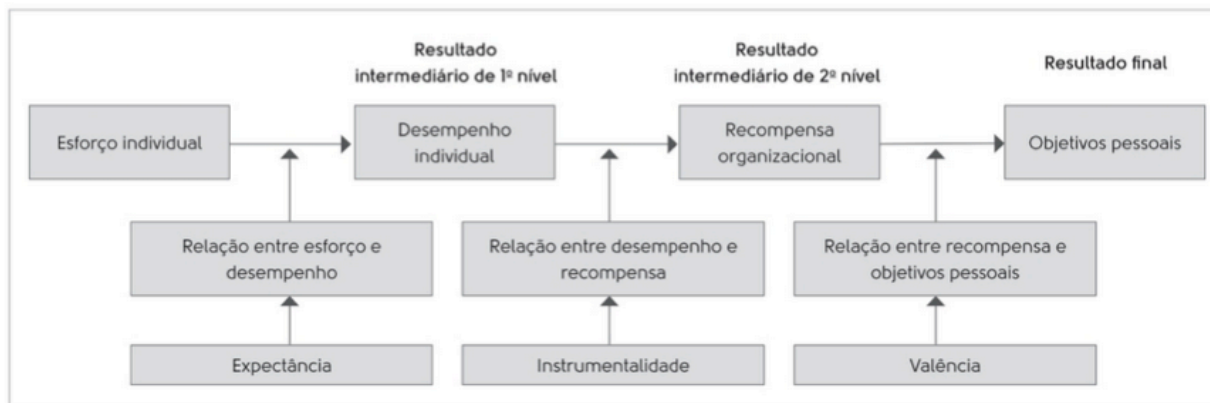 Resultado
intermediário de 1º nível
Resultado
intermediário de 2º nível
Resultado final
Esforço individual
Desempenho
individual
Recompensa
organizacional
Objetivos pessoais
Relação entre esforço e
desempenho
Relação entre desempenho e
recompensa
Relação entre recompensa e
objetivos pessoais
Expectância
Instrumentalidade
Valência